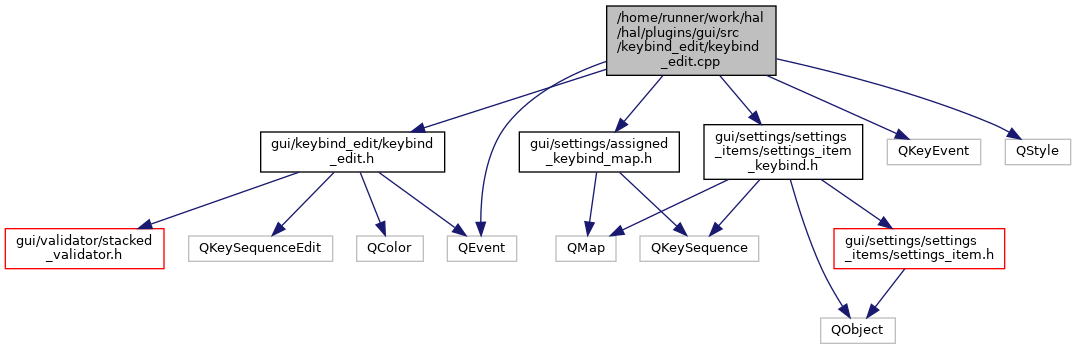 /home/runner/work/hal
/hal/plugins/gui/src
/keybind_edit/keybind
_edit.cpp
gui/keybind_edit/keybind
_edit.h
gui/settings/assigned
_keybind_map.h
gui/settings/settings
_items/settings_item
_keybind.h
QKeyEvent
QStyle
gui/validator/stacked
_validator.h
QKeySequenceEdit
QColor
QEvent
QMap
QKeySequence
gui/settings/settings
_items/settings_item.h
QObject